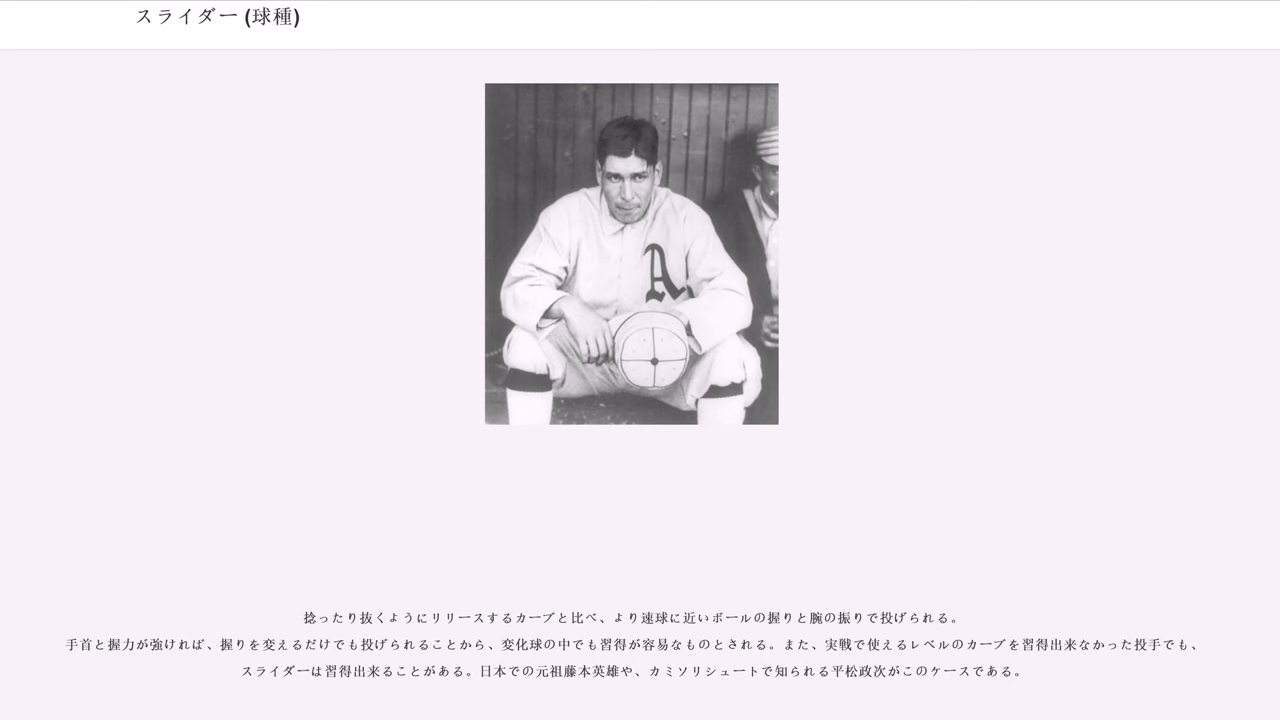 スライダー (球種)
A
捻ったり抜くようにリリースするカーブと比べ、より速球に近いボールの握りと腕の振りで投げられる。
手首と握力が強ければ、握りを変えるだけでも投げられることから、変化球の中でも習得が容易なものとされる。また、実戦で使えるレベルのカーブを習得出来なかった投手でも、
スライダーは習得出来ることがある。日本での元祖藤本英雄や、カミソリシュートで知られる平松政次がこのケースである。